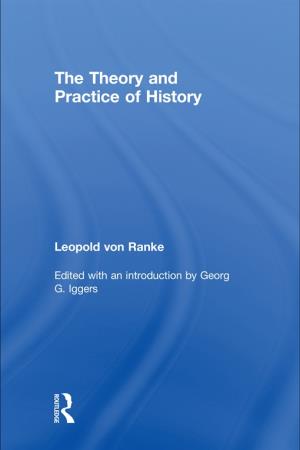 The Theory and
Practice of History
Leopold von Ranke
Edited with an introduction by Georg
G. Iggers
ROUTLEDGE